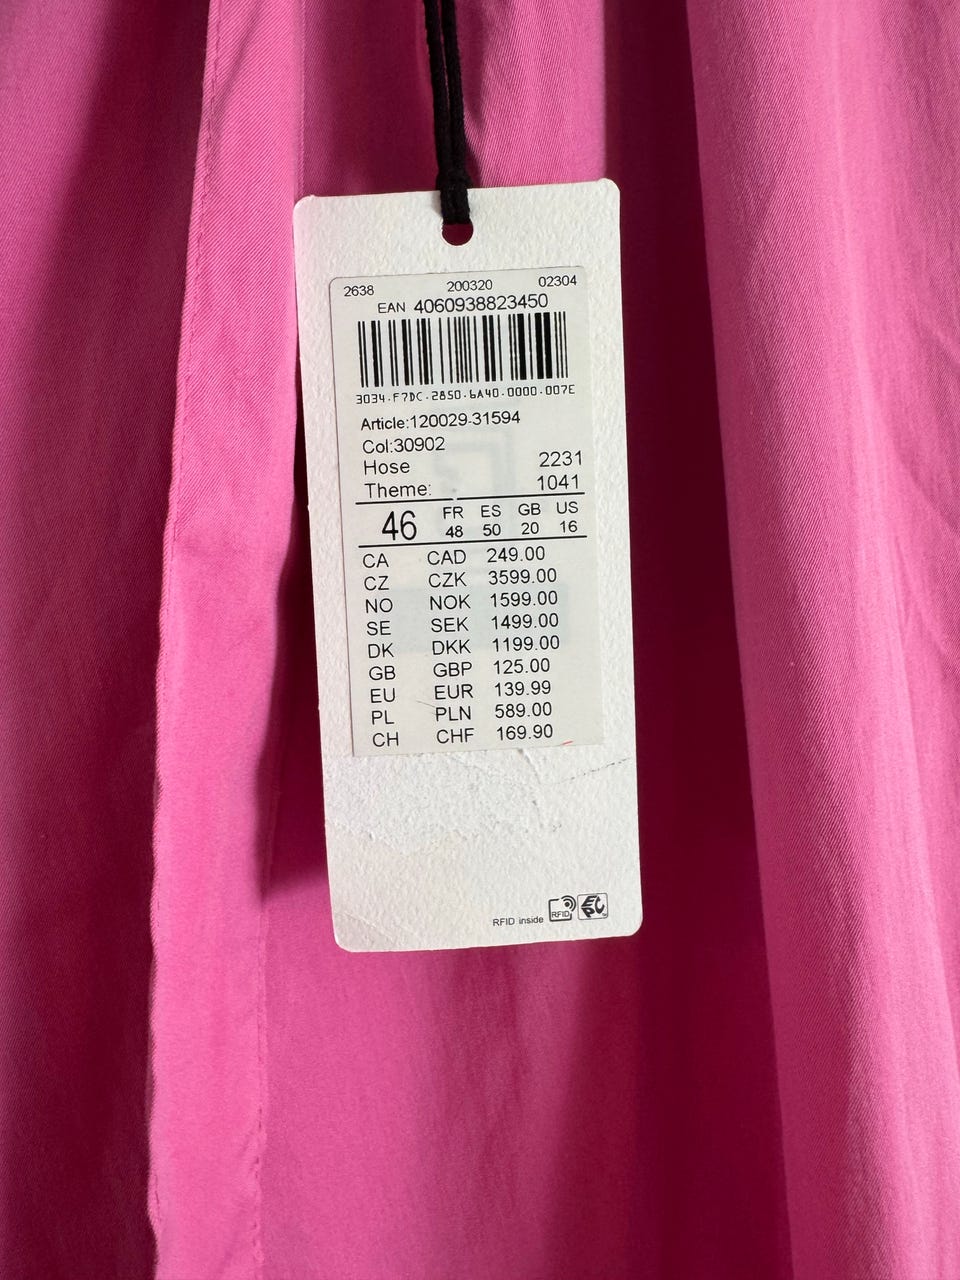 2638 200320 02304
EAN 4060938823450
3034.F7DC.2850.6A40.0000.007E
Article:120029-31594
Col:30902
Hose 2231
Theme: 1041
46 FR ES GB US
48 50 20 16
CA CAD 249.00
CZ CZK 3599.00
NO NOK 1599.00
SE SEK 1499.00
DK DKK 1199.00
GB GBP 125.00
EU EUR 139.99
PL PLN 589.00
CH CHF 169.90
RFID inside RFID EPC